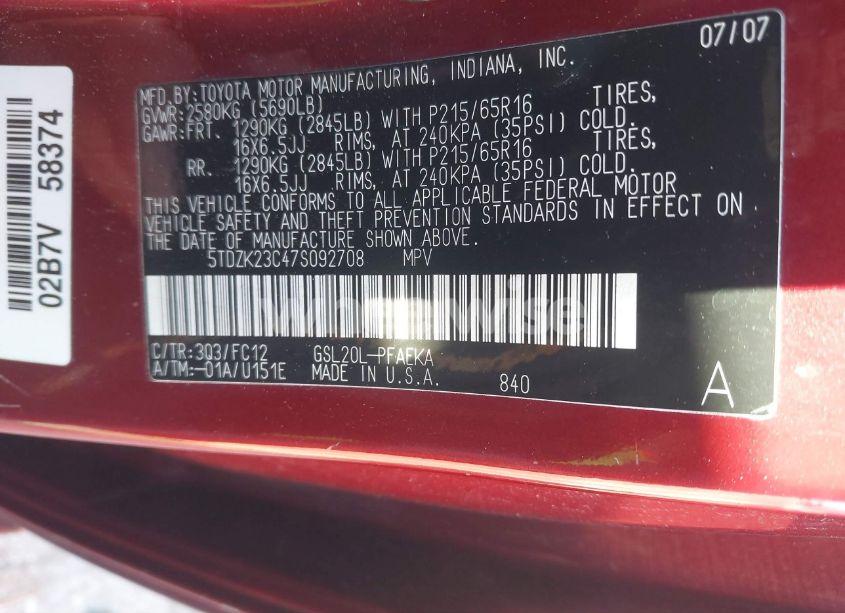 02B7V 58374
07/07
MFD.BY:TOYOTA MOTOR MANUFACTURING, INDIANA, INC.
GVWR:2580KG (5690LB)
GAWR:FRT. 1290KG (2845LB) WITH P215/65R16 TIRES,
16X6.5JJ RIMS, AT 240KPA (35PSI) COLD.
RR. 1290KG (2845LB) WITH P215/65R16 TIRES,
16X6.5JJ RIMS, AT 240KPA (35PSI) COLD.
THIS VEHICLE CONFORMS TO ALL APPLICABLE FEDERAL MOTOR
VEHICLE SAFETY AND THEFT PREVENTION STANDARDS IN EFFECT ON
THE DATE OF MANUFACTURE SHOWN ABOVE.
5TDZK23C47S092708 MPV
WheelWise
C/TR:3Q3/FC12 GSL20L-PFAEKA
A/TM:-01A/U151E MADE IN U.S.A. 840 A